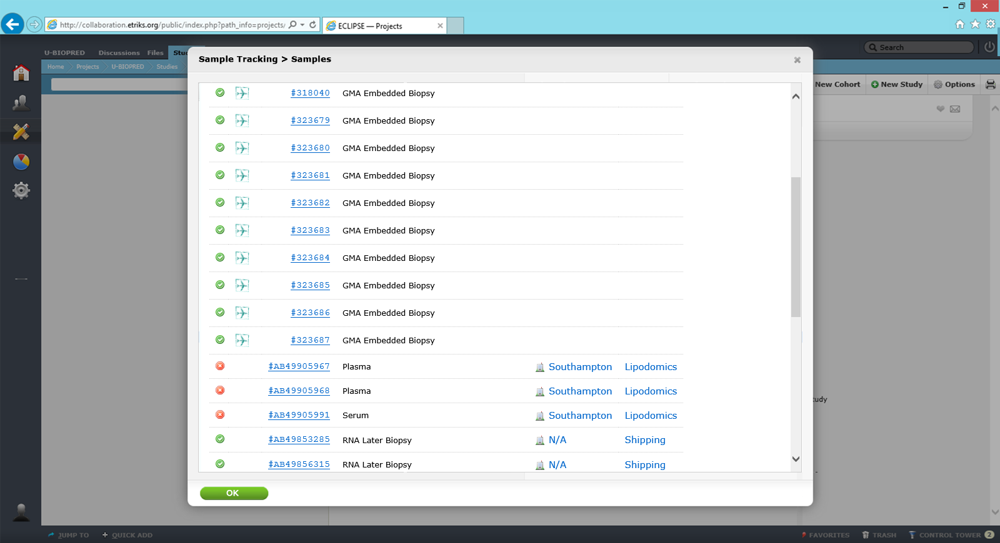 http://collaboration.etriks.org/public/index.php?path_info=projects/
ECLIPSE — Projects
U-BIOPRED Discussions Files Stu
Search
Home Projects U-BIOPRED Studies
New Cohort New Study Options
Sample Tracking > Samples
#318040 GMA Embedded Biopsy
#323679 GMA Embedded Biopsy
#323680 GMA Embedded Biopsy
#323681 GMA Embedded Biopsy
#323682 GMA Embedded Biopsy
#323683 GMA Embedded Biopsy
#323684 GMA Embedded Biopsy
#323685 GMA Embedded Biopsy
#323686 GMA Embedded Biopsy
#323687 GMA Embedded Biopsy
#AB49905967 Plasma Southampton Lipodomics
#AB49905968 Plasma Southampton Lipodomics
tudy
#AB49905991 Serum Southampton Lipodomics
#AB49853285 RNA Later Biopsy N/A Shipping
#AB49856315 RNA Later Biopsy N/A Shipping
OK
JUMP TO QUICK ADD
FAVORITES TRASH CONTROL TOWER 2